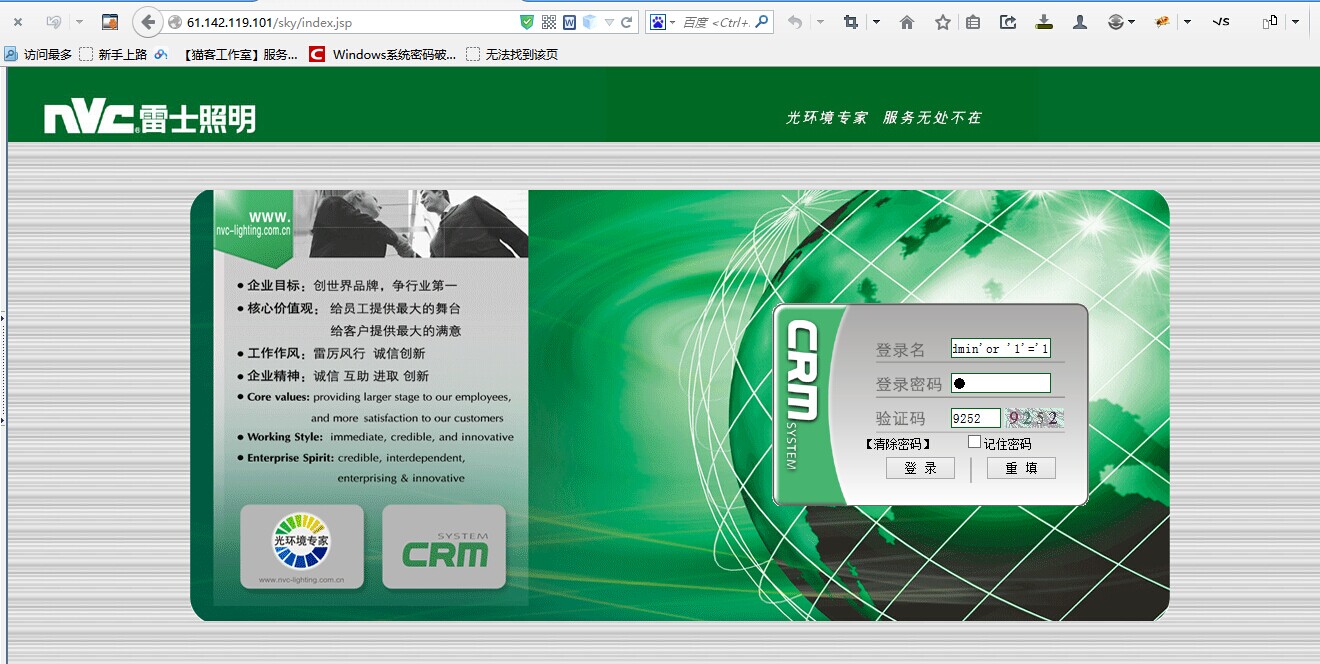 61.142.119.101/sky/index.jsp
百度 <Ctrl+.
访问最多 新手上路 【猫客工作室】服务... Windows系统密码破... 无法找到该页
nvc 雷士照明
光环境专家 服务无处不在
www.
nvc-lighting.com.cn
● 企业目标：创世界品牌，争行业第一
● 核心价值观： 给员工提供最大的舞台
给客户提供最大的满意
● 工作作风：雷厉风行 诚信创新
● 企业精神：诚信 互助 进取 创新
● Core values: providing larger stage to our employees,
and more satisfaction to our customers
● Working Style: immediate, credible, and innovative
● Enterprise Spirit: credible, interdependent,
enterprising & innovative
光环境专家
www.nvc-lighting.com.cn
SYSTEM
CRM
CRM SYSTEM
登录名 dmin'or '1'='1
登录密码 ●
验证码 9252 9252
【清除密码】 记住密码
登 录 重 填